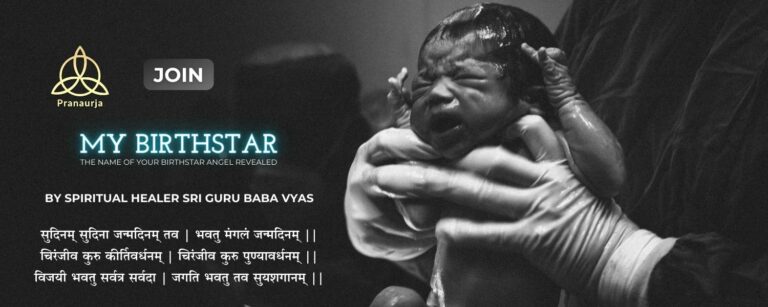 Pranaurja
JOIN
MY BIRTHSTAR
THE NAME OF YOUR BIRTHSTAR ANGEL REVEALED
BY SPIRITUAL HEALER SRI GURU BABA VYAS
सुदिनम् सुदिना जन्मदिनम् तव | भवतु मंगलं जन्मदिनम् ||
चिरंजीव कुरु कीर्तिवर्धनम् | चिरंजीव कुरु पुण्यावर्धनम् ||
विजयी भवतु सर्वत्र सर्वदा | जगति भवतु तव सुयशगानम् ||